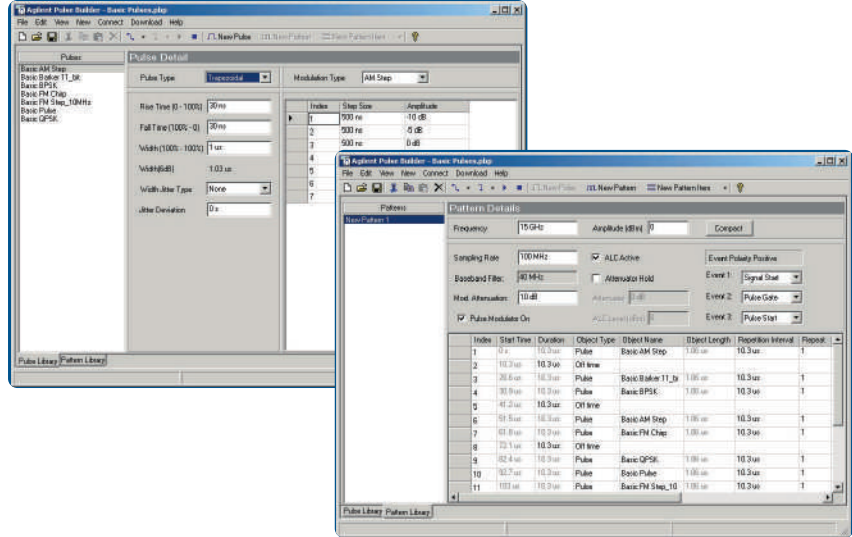 Agilent Pulse Builder - Basic Pulses.plbp
File Edit View New Connect Download Help
New Pulse New Pattern New Pattern Item
Pulses
Basic AM Step
Basic Barker 11_bit
Basic BPSK
Basic FM Chirp
Basic FM Step_10MHz
Basic Pulse
Basic QPSK
Pulse Detail
Pulse Type Trapezoidal Modulation Type AM Step
Rise Time (0 - 100%) 30 ns
Fall Time (100% - 0) 30 ns
Width (100% - 100%) 1 us
Width(6dB) 1.03 us
Width Jitter Type None
Jitter Deviation 0 s
Index Step Size Amplitude
1 500 ns -10 dB
2 500 ns -5 dB
3 500 ns 0 dB
4
5
6
7
Pulse Library Pattern Library
Agilent Pulse Builder - Basic Pulses.plbp
File Edit View New Connect Download Help
New Pulse New Pattern New Pattern Item
Patterns
New Pattern 1
Pattern Details
Frequency 15 GHz Amplitude (dBm) 0 Compact
Sampling Rate 100 MHz ALC Active Event Polarity Positive
Baseband Filter: 40 MHz Attenuator Hold Event 1: Signal Start
Mod. Attenuation 10 dB Attenuator 0 dB Event 2: Pulse Gate
Pulse Modulator On 0 Event 3: Pulse Start
Index Start Time Duration Object Type Object Name Object Length Repetition Interval Repeat
1 0 s 10.3 us Pulse Basic AM Step 1.06 us 10.3 us 1
2 10.3 us 10.3 us Off time
3 20.6 us 10.3 us Pulse Basic Barker 11_bi 1.06 us 10.3 us 1
4 30.9 us 10.3 us Pulse Basic BPSK 1.06 us 10.3 us 1
5 41.2 us 10.3 us Off time
6 51.5 us 10.3 us Pulse Basic AM Step 1.06 us 10.3 us 1
7 61.8 us 10.3 us Pulse Basic FM Chirp 1.06 us 10.3 us 1
8 72.1 us 10.3 us Off time
9 82.4 us 10.3 us Pulse Basic QPSK 1.06 us 10.3 us 1
10 92.7 us 10.3 us Pulse Basic Pulse 1.06 us 10.3 us 1
11 103 us 10.3 us Pulse Basic FM Step_10 1.06 us 10.3 us 1
Pulse Library Pattern Library